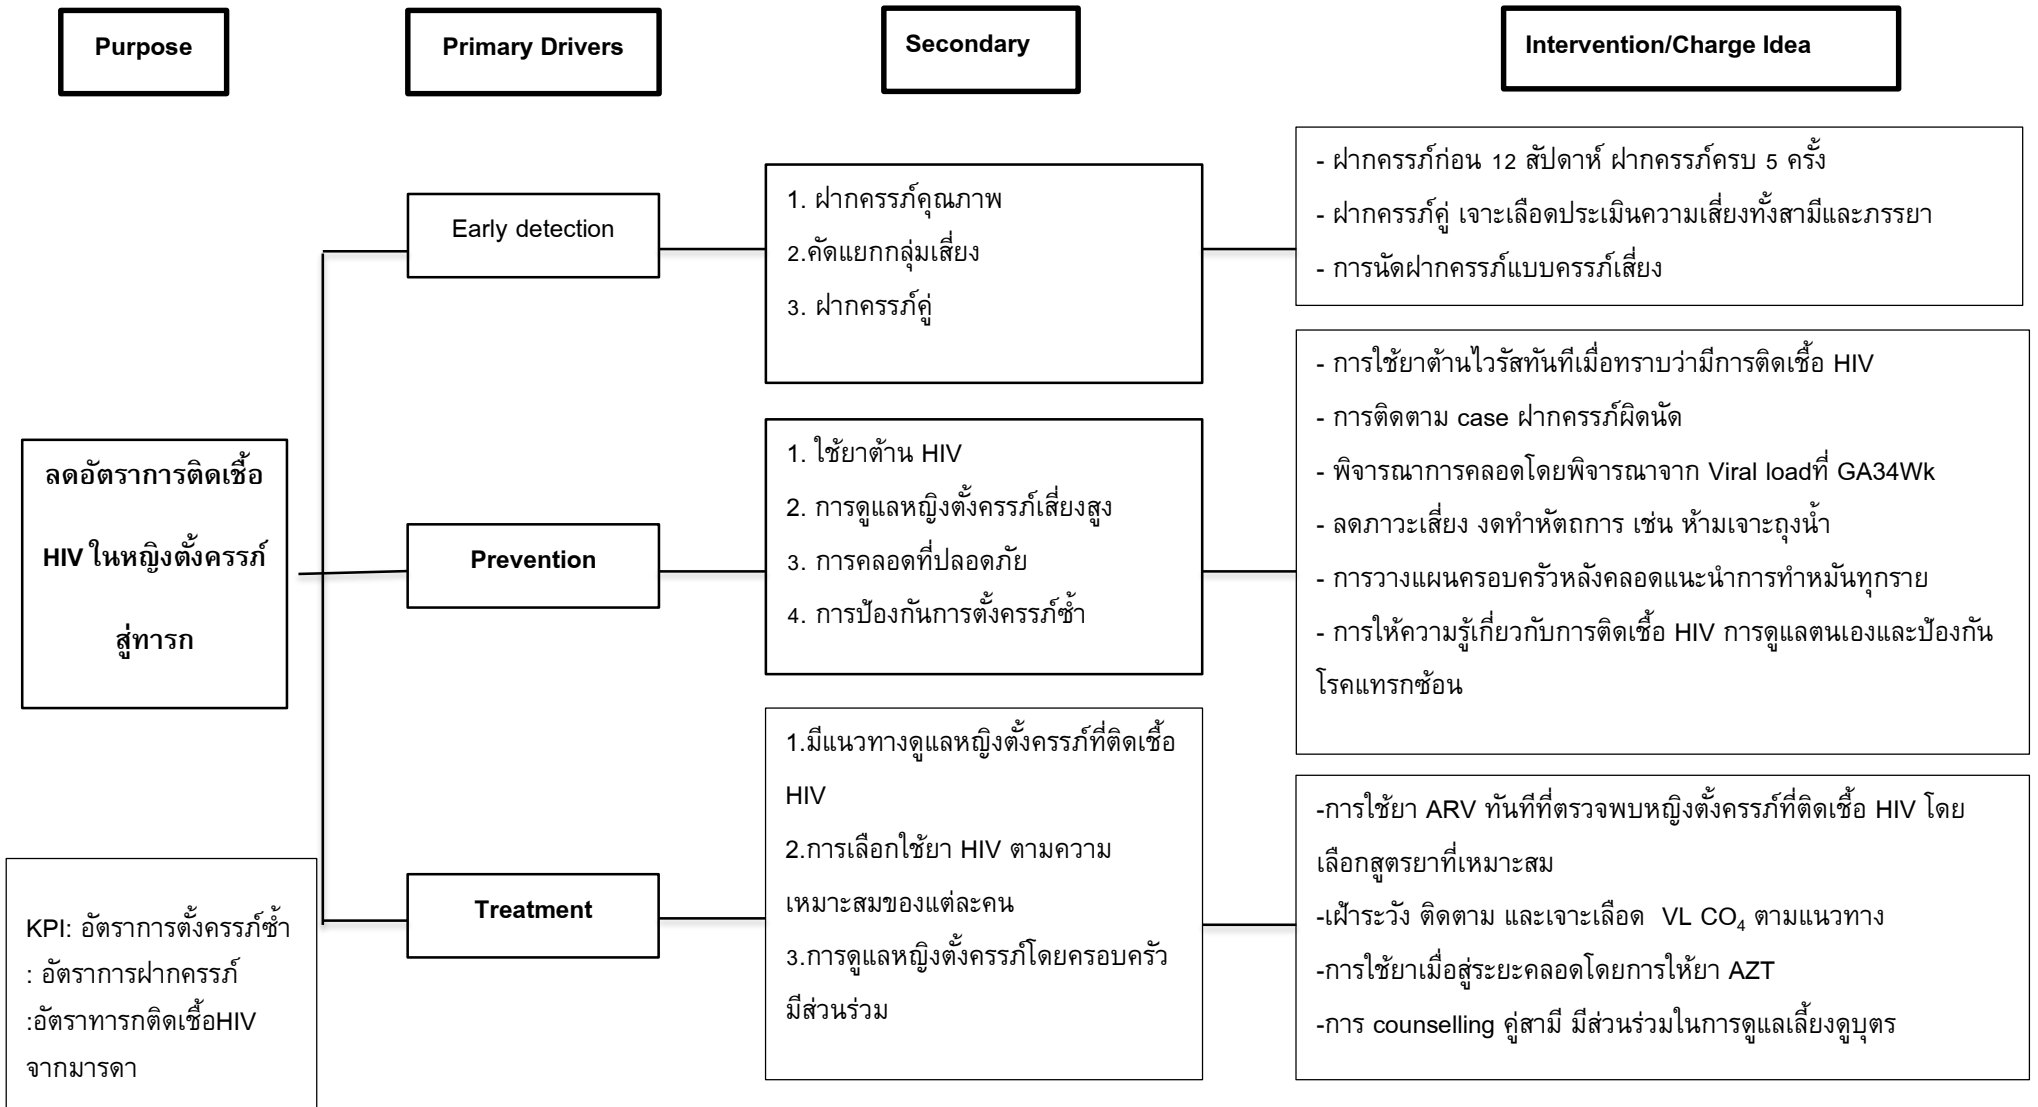 Purpose
Primary Drivers
Secondary
Intervention/Charge Idea
ลดอัตราการติดเชื้อ
HIV ในหญิงตั้งครรภ์
สู่ทารก
KPI: อัตราการตั้งครรภ์ซ้ำ
: อัตราการฝากครรภ์
:อัตราทารกติดเชื้อHIV
จากมารดา
Early detection
1. ฝากครรภ์คุณภาพ
2.คัดแยกกลุ่มเสี่ยง
3. ฝากครรภ์คู่
- ฝากครรภ์ก่อน 12 สัปดาห์ ฝากครรภ์ครบ 5 ครั้ง
- ฝากครรภ์คู่ เจาะเลือดประเมินความเสี่ยงทั้งสามีและภรรยา
- การนัดฝากครรภ์แบบครรภ์เสี่ยง
Prevention
1. ใช้ยาต้าน HIV
2. การดูแลหญิงตั้งครรภ์เสี่ยงสูง
3. การคลอดที่ปลอดภัย
4. การป้องกันการตั้งครรภ์ซ้ำ
- การใช้ยาต้านไวรัสทันทีเมื่อทราบว่ามีการติดเชื้อ HIV
- การติดตาม case ฝากครรภ์ผิดนัด
- พิจารณาการคลอดโดยพิจารณาจาก Viral loadที่ GA34Wk
- ลดภาวะเสี่ยง งดทำหัตถการ เช่น ห้ามเจาะถุงน้ำ
- การวางแผนครอบครัวหลังคลอดแนะนำการทำหมันทุกราย
- การให้ความรู้เกี่ยวกับการติดเชื้อ HIV การดูแลตนเองและป้องกัน
โรคแทรกซ้อน
Treatment
1.มีแนวทางดูแลหญิงตั้งครรภ์ที่ติดเชื้อ
HIV
2.การเลือกใช้ยา HIV ตามความ
เหมาะสมของแต่ละคน
3.การดูแลหญิงตั้งครรภ์โดยครอบครัว
มีส่วนร่วม
-การใช้ยา ARV ทันทีที่ตรวจพบหญิงตั้งครรภ์ที่ติดเชื้อ HIV โดย
เลือกสูตรยาที่เหมาะสม
-เฝ้าระวัง ติดตาม และเจาะเลือด VL CO₄ ตามแนวทาง
-การใช้ยาเมื่อสู่ระยะคลอดโดยการให้ยา AZT
-การ counselling คู่สามี มีส่วนร่วมในการดูแลเลี้ยงดูบุตร